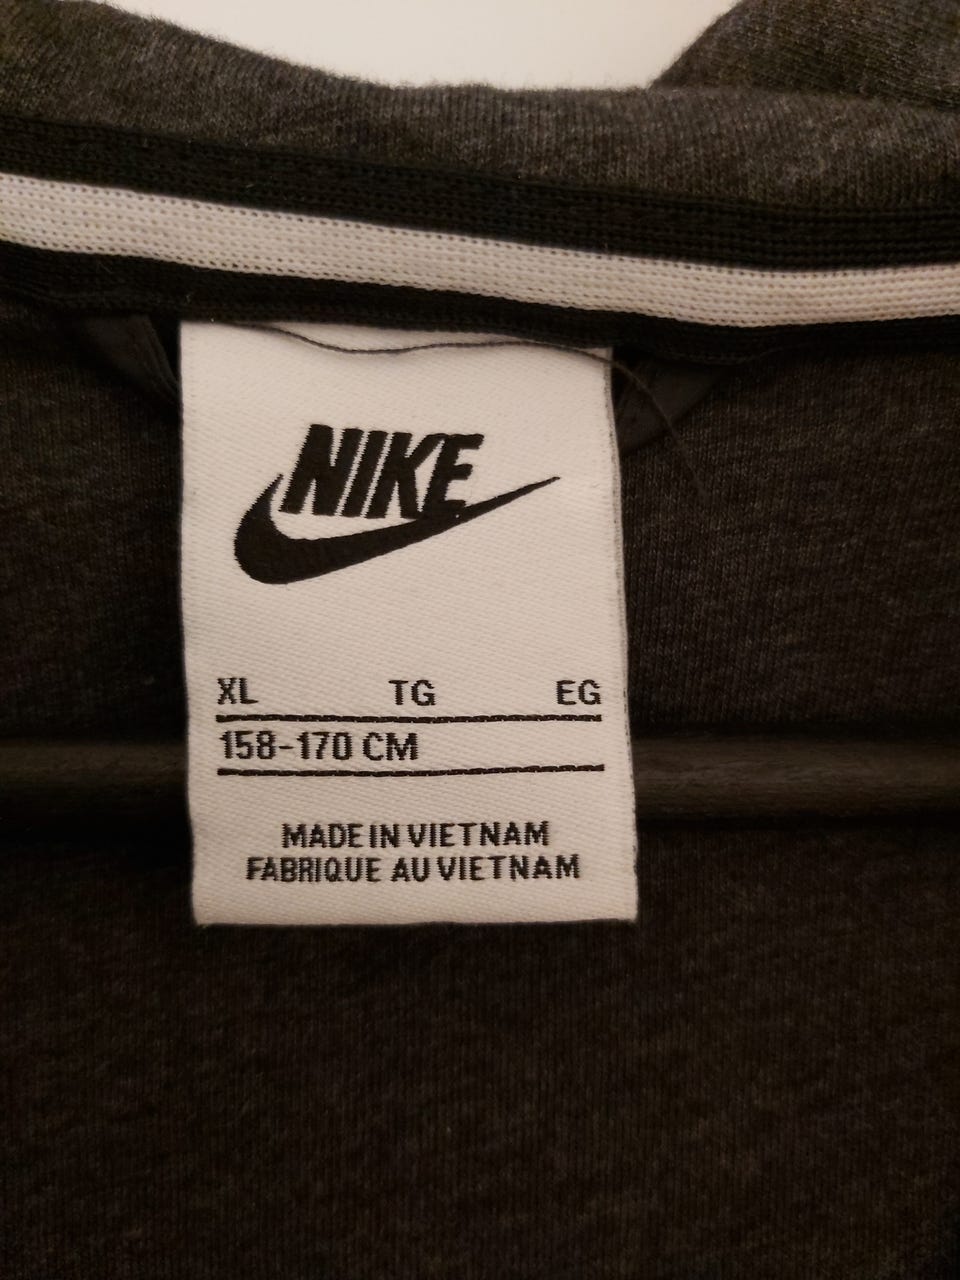 NIKE
XL TG EG
158-170 CM
MADE IN VIETNAM
FABRIQUE AU VIETNAM